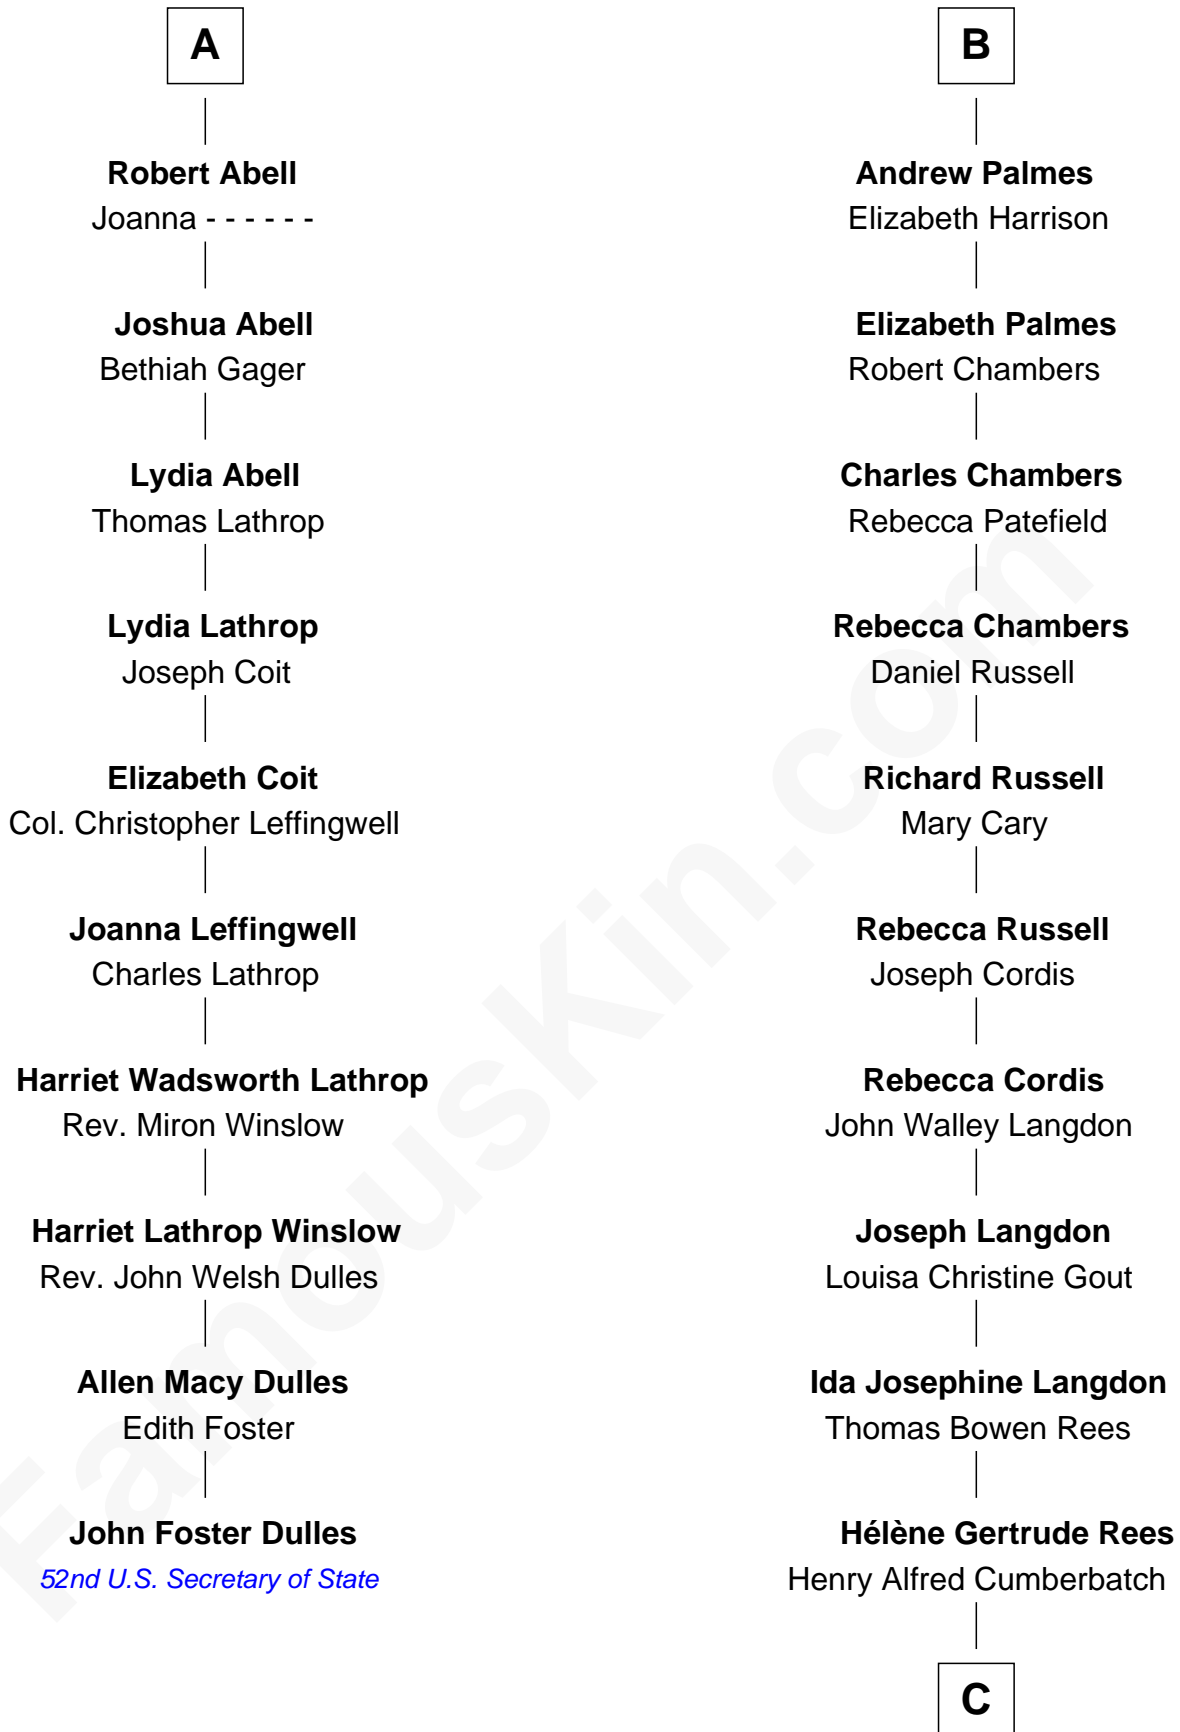 A
Robert Abell
Joanna - - - - - -
Joshua Abell
Bethiah Gager
Lydia Abell
Thomas Lathrop
Lydia Lathrop
Joseph Coit
Elizabeth Coit
Col. Christopher Leffingwell
Joanna Leffingwell
Charles Lathrop
Harriet Wadsworth Lathrop
Rev. Miron Winslow
Harriet Lathrop Winslow
Rev. John Welsh Dulles
Allen Macy Dulles
Edith Foster
John Foster Dulles
52nd U.S. Secretary of State
B
Andrew Palmes
Elizabeth Harrison
Elizabeth Palmes
Robert Chambers
Charles Chambers
Rebecca Patefield
Rebecca Chambers
Daniel Russell
Richard Russell
Mary Cary
Rebecca Russell
Joseph Cordis
Rebecca Cordis
John Walley Langdon
Joseph Langdon
Louisa Christine Gout
Ida Josephine Langdon
Thomas Bowen Rees
Hélène Gertrude Rees
Henry Alfred Cumberbatch
C
FamousKin.com